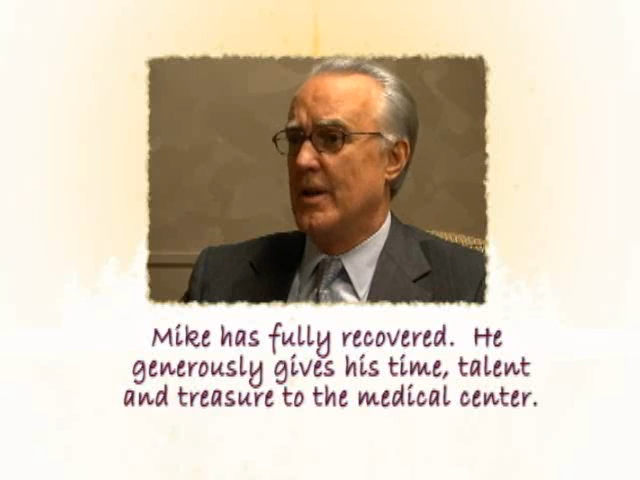 Mike has fully recovered.  He
generously gives his time, talent
and treasure to the medical center.